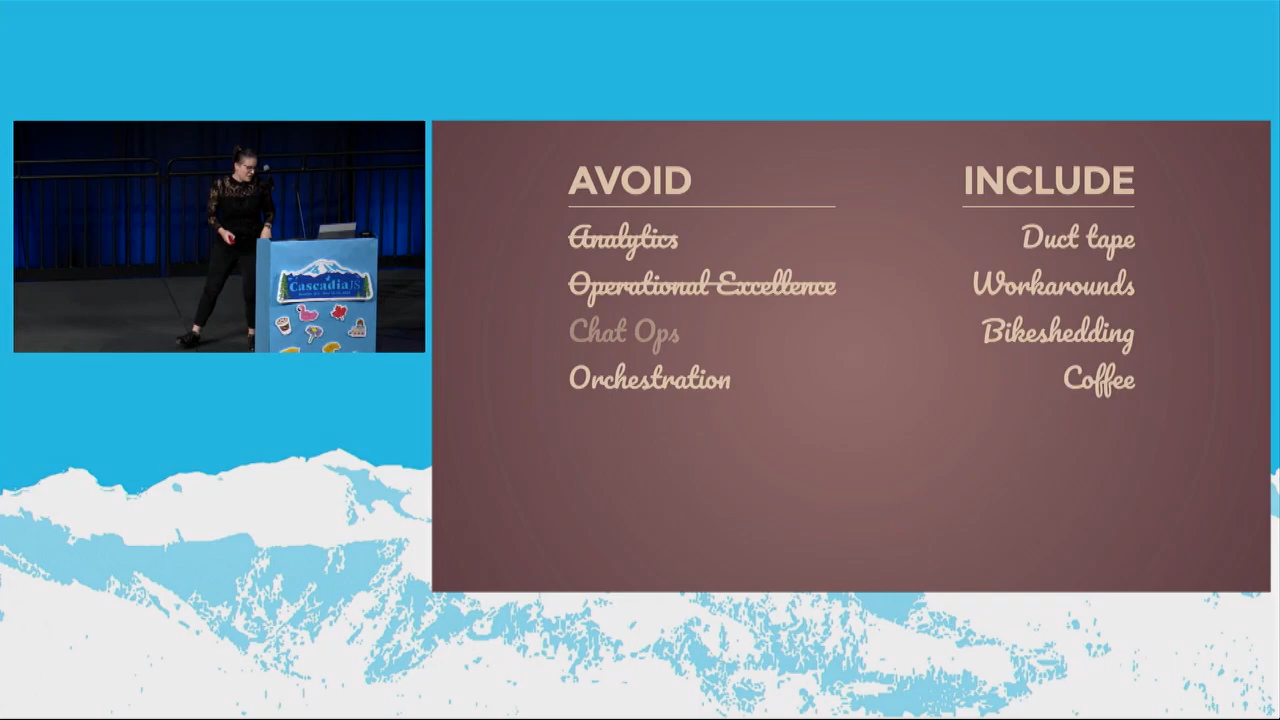 CascadiaJS
AVOID
Analytics
Operational Excellence
Chat Ops
Orchestration
INCLUDE
Duct tape
Workarounds
Bikeshedding
Coffee